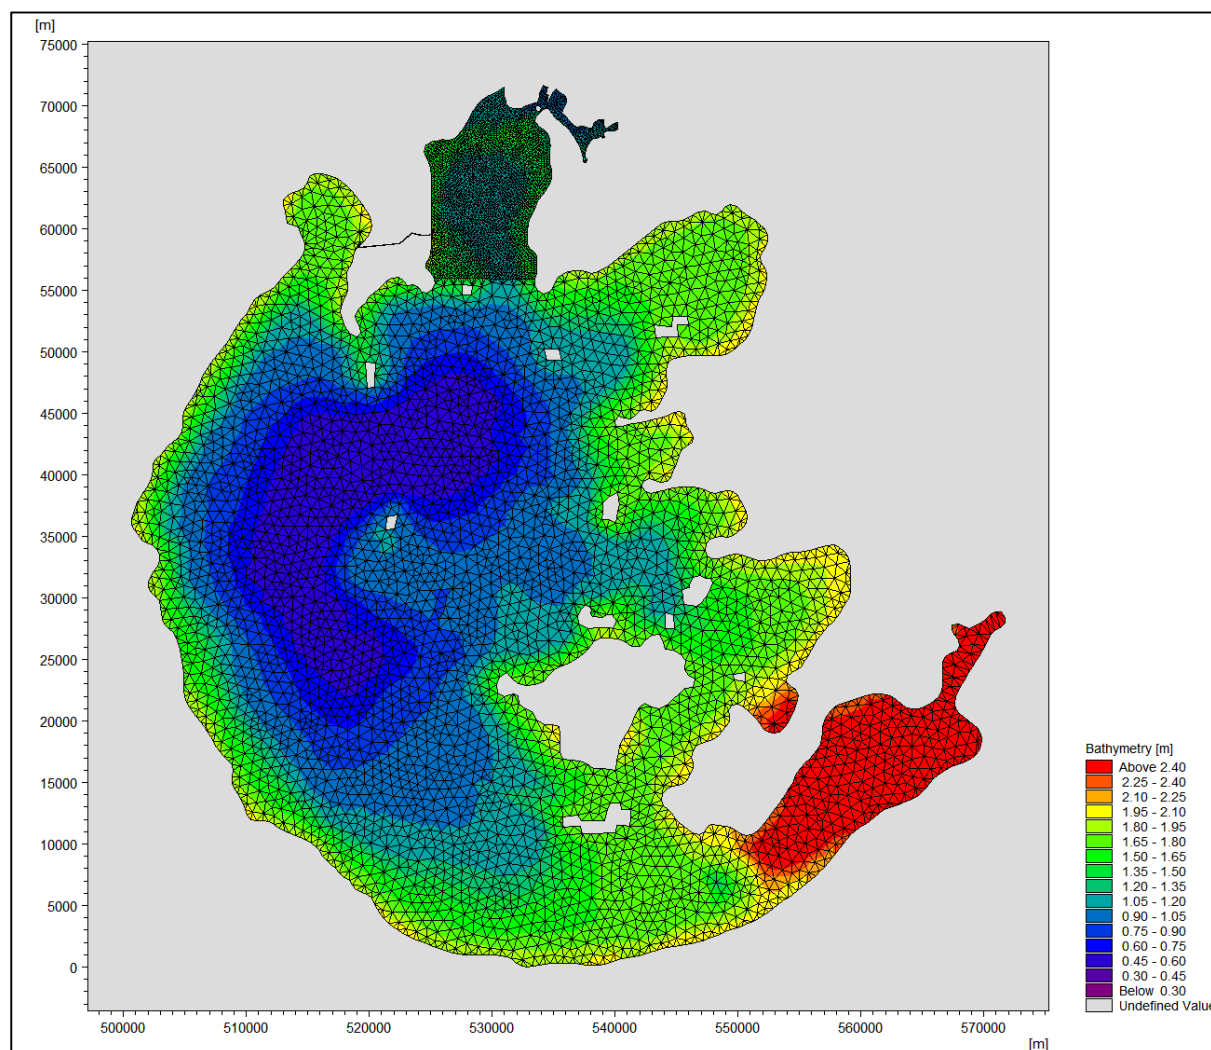 [m]
75000
70000
65000
60000
55000
50000
45000
40000
35000
30000
25000
20000
15000
10000
5000
0
500000 510000 520000 530000 540000 550000 560000 570000
[m]
Bathymetry [m]
Above 2.40
2.25 - 2.40
2.10 - 2.25
1.95 - 2.10
1.80 - 1.95
1.65 - 1.80
1.50 - 1.65
1.35 - 1.50
1.20 - 1.35
1.05 - 1.20
0.90 - 1.05
0.75 - 0.90
0.60 - 0.75
0.45 - 0.60
0.30 - 0.45
Below 0.30
Undefined Value